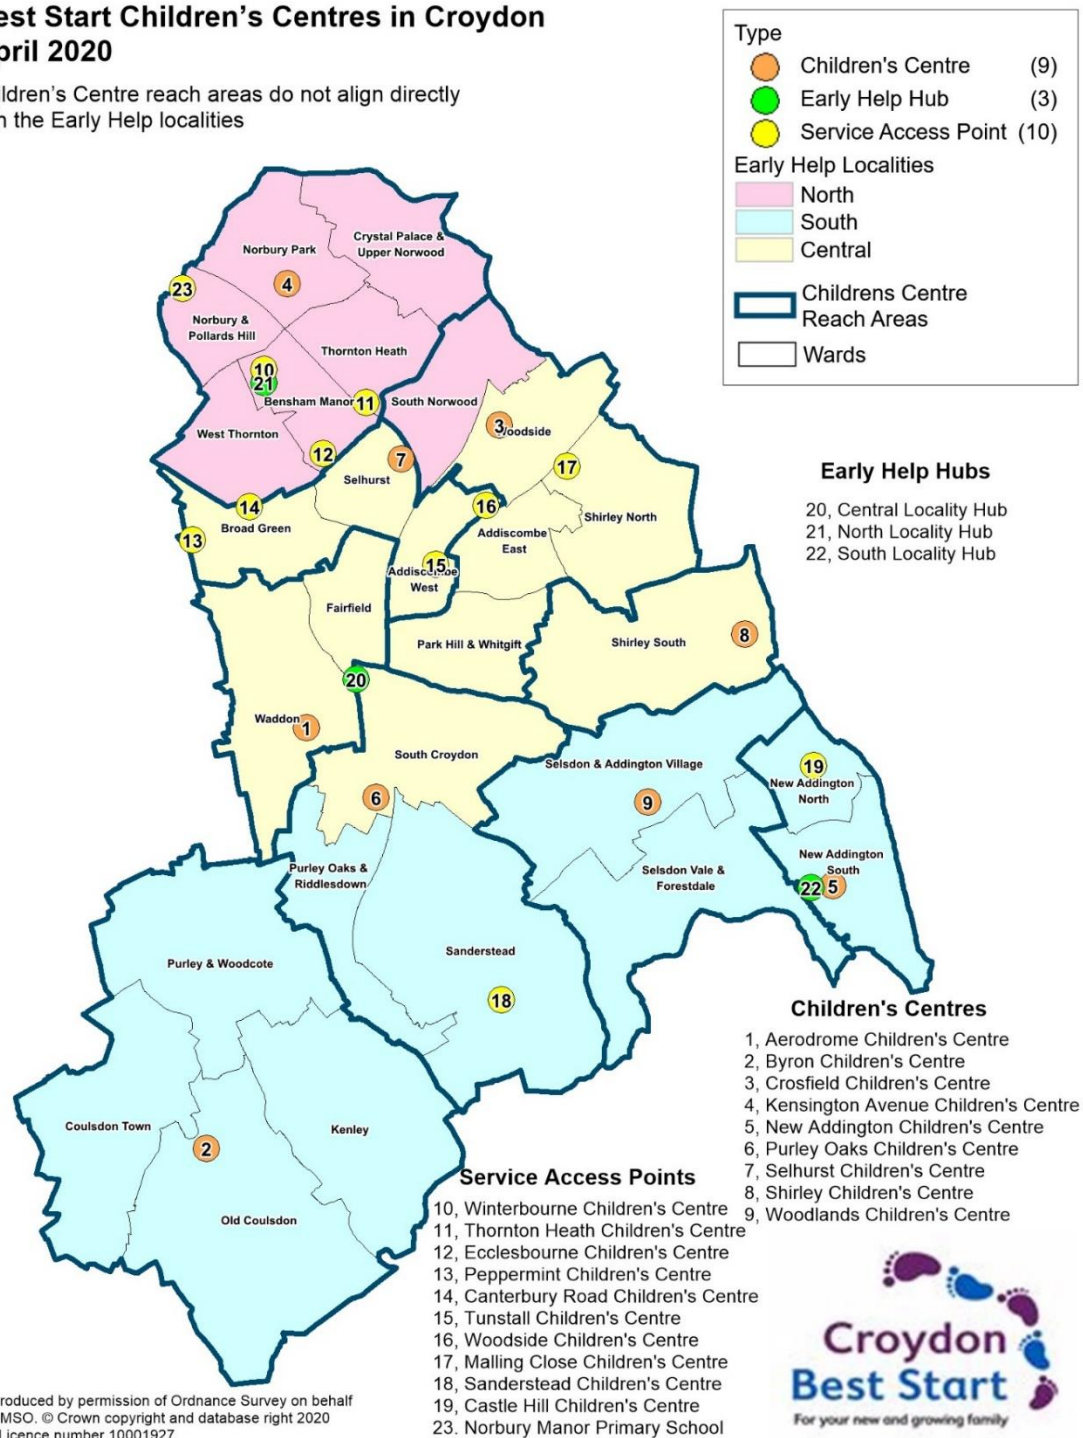 est Start Children's Centres in Croydon
pril 2020
ildren's Centre reach areas do not align directly
h the Early Help localities
Type
Children's Centre (9)
Early Help Hub (3)
Service Access Point (10)
Early Help Localities
North
South
Central
Childrens Centre
Reach Areas
Wards
Crystal Palace &
Upper Norwood
Norbury Park
4
23
Norbury &
Pollards Hill
Thornton Heath
10
21
Bensham Manor
11
South Norwood
3
Woodside
West Thornton
12
7
17
Selhurst
14
16
Broad Green
Shirley North
13
Addiscombe
East
15
Addiscombe
West
Fairfield
Park Hill & Whitgift
Shirley South
8
20
Waddon
1
South Croydon
Selsdon & Addington Village
19
New Addington
North
6
9
New Addington
South
Purley Oaks &
Riddlesdown
Selsdon Vale &
Forestdale
22
5
Sanderstead
Purley & Woodcote
18
Coulsdon Town
Kenley
2
Old Coulsdon
Early Help Hubs
20, Central Locality Hub
21, North Locality Hub
22, South Locality Hub
Children's Centres
1, Aerodrome Children's Centre
2, Byron Children's Centre
3, Crosfield Children's Centre
4, Kensington Avenue Children's Centre
5, New Addington Children's Centre
6, Purley Oaks Children's Centre
7, Selhurst Children's Centre
8, Shirley Children's Centre
9, Woodlands Children's Centre
Service Access Points
10, Winterbourne Children's Centre
11, Thornton Heath Children's Centre
12, Ecclesbourne Children's Centre
13, Peppermint Children's Centre
14, Canterbury Road Children's Centre
15, Tunstall Children's Centre
16, Woodside Children's Centre
17, Malling Close Children's Centre
18, Sanderstead Children's Centre
19, Castle Hill Children's Centre
23. Norbury Manor Primary School
Croydon
Best Start
For your new and growing family
roduced by permission of Ordnance Survey on behalf
MSO. © Crown copyright and database right 2020
Licence number 10001927